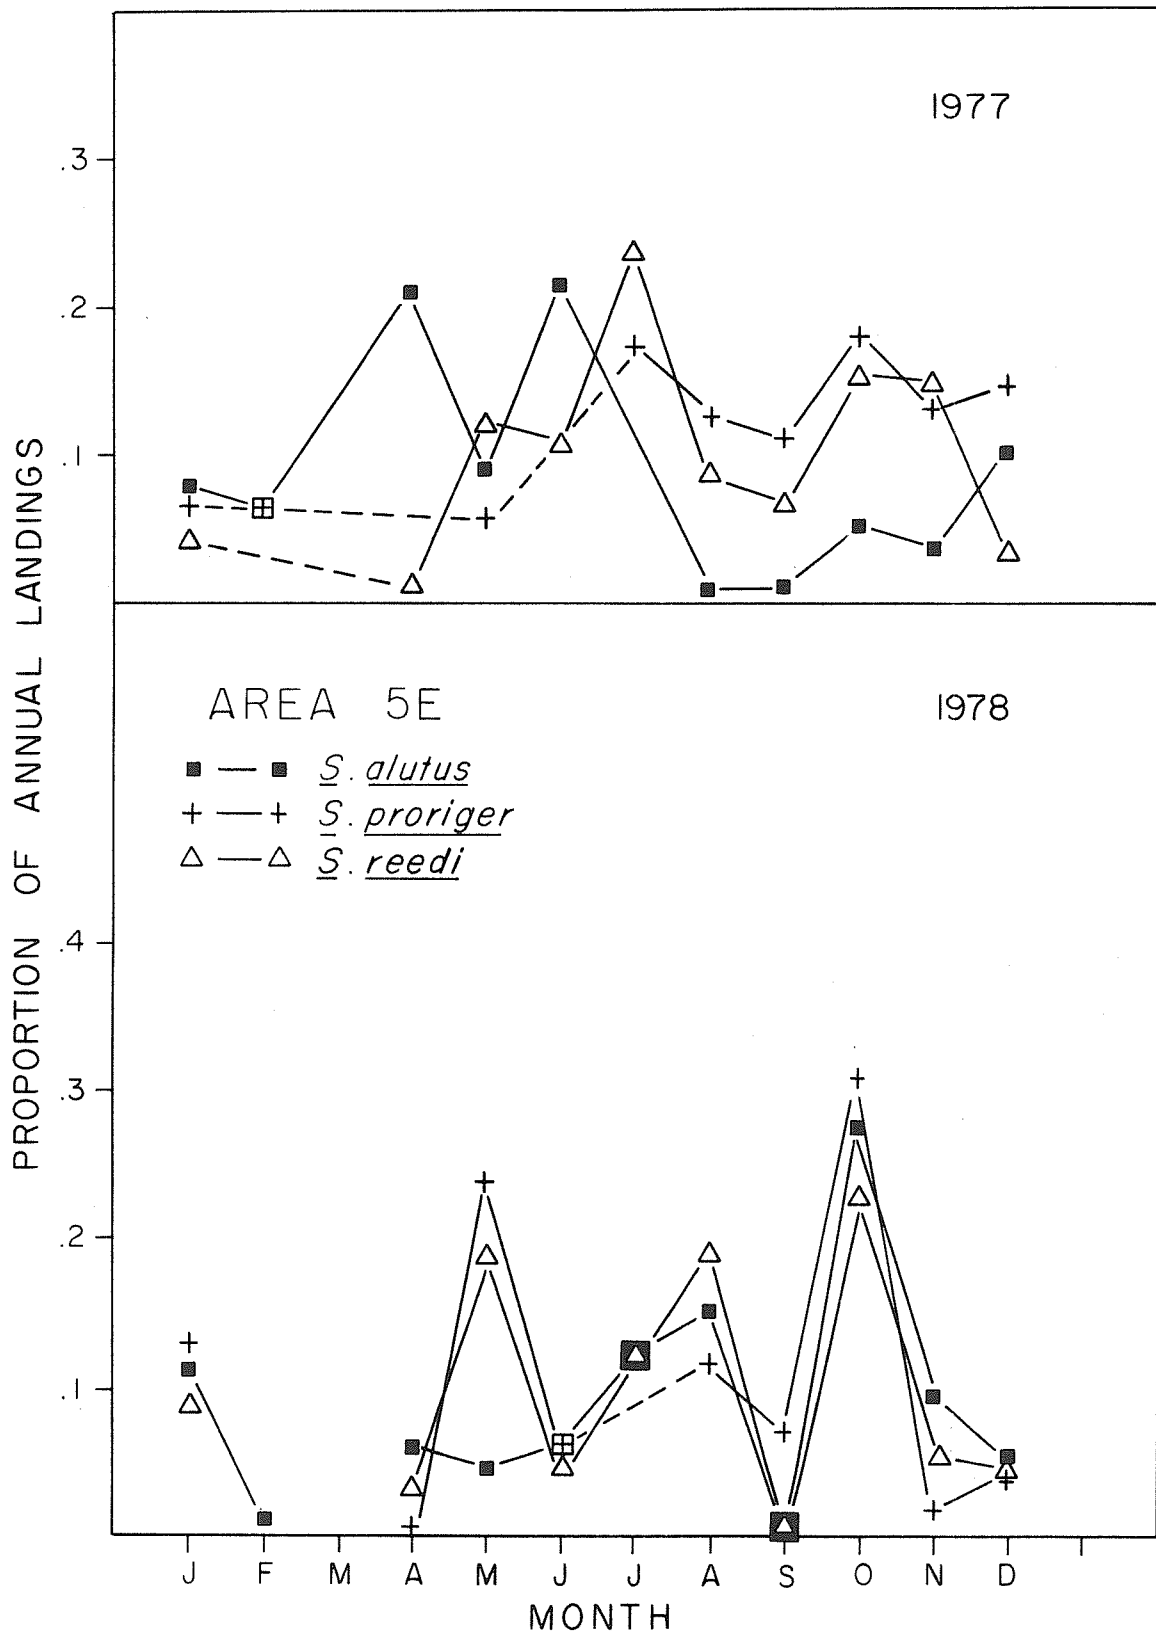 1977
.3
.2
.1
PROPORTION OF ANNUAL LANDINGS
AREA 5E
1978
S. alutus
S. proriger
S. reedi
.4
.3
.2
.1
J F M A M J J A S O N D
MONTH